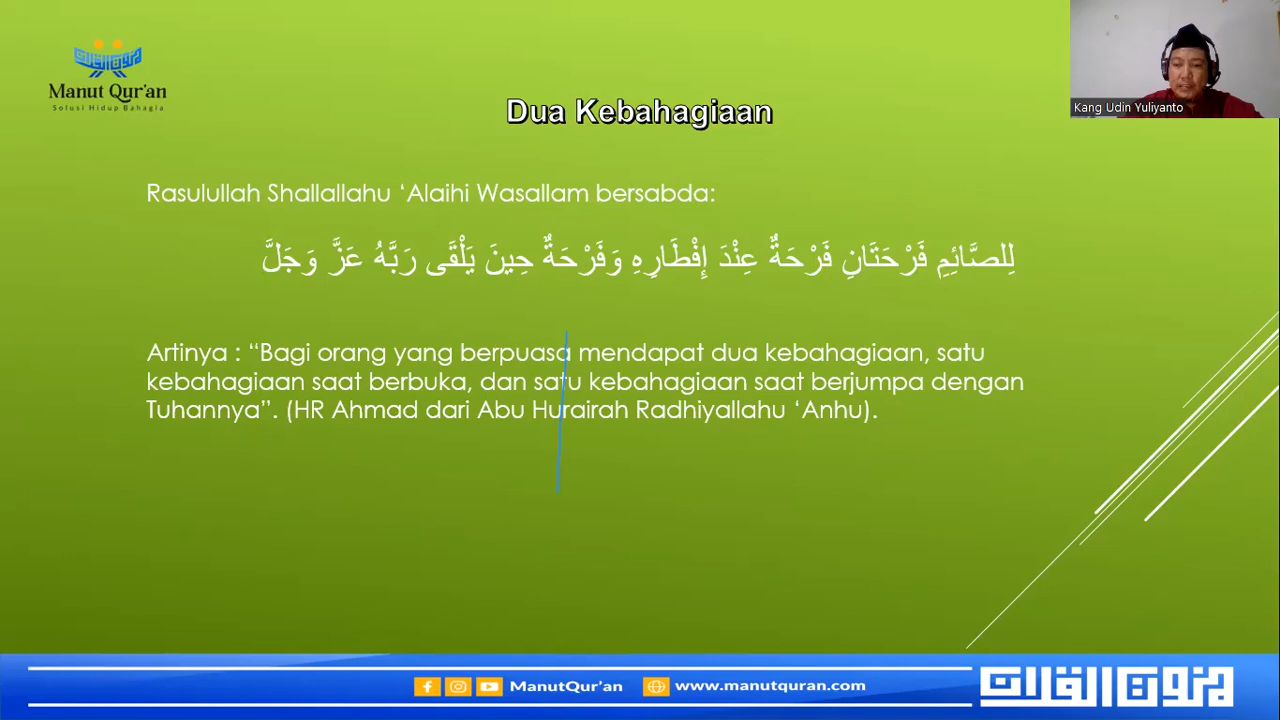 Manut Qur'an
Solusi Hidup Bahagia
Kang Udin Yuliyanto
Dua Kebahagiaan
Rasulullah Shallallahu ‘Alaihi Wasallam bersabda:
لِلصَّائِمِ فَرْحَتَانِ فَرْحَةٌ عِنْدَ إِفْطَارِهِ وَفَرْحَةٌ حِينَ يَلْقَى رَبَّهُ عَزَّ وَجَلَّ
Artinya : “Bagi orang yang berpuasa mendapat dua kebahagiaan, satu
kebahagiaan saat berbuka, dan satu kebahagiaan saat berjumpa dengan
Tuhannya”. (HR Ahmad dari Abu Hurairah Radhiyallahu ‘Anhu).
ManutQur'an
www.manutquran.com